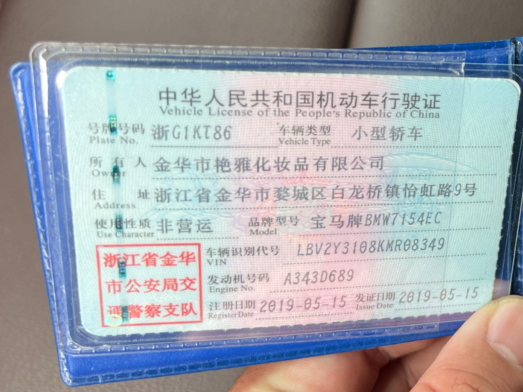 中华人民共和国机动车行驶证
Vehicle License of the People's Republic of China
号牌号码 浙G1KT86 车辆类型 小型轿车
Plate No. Vehicle Type
所有人 金华市艳雅化妆品有限公司
Owner
住址 浙江省金华市婺城区白龙桥镇怡虹路9号
Address
使用性质 非营运 品牌型号 宝马牌BMW7154EC
Use Character Model
车辆识别代号 LBV2Y3108KMR08349
VIN
发动机号码 A343D689
Engine No.
注册日期 2019-05-15 发证日期 2019-05-15
Register Date Issue Date
浙江省金华
市公安局交
通警察支队